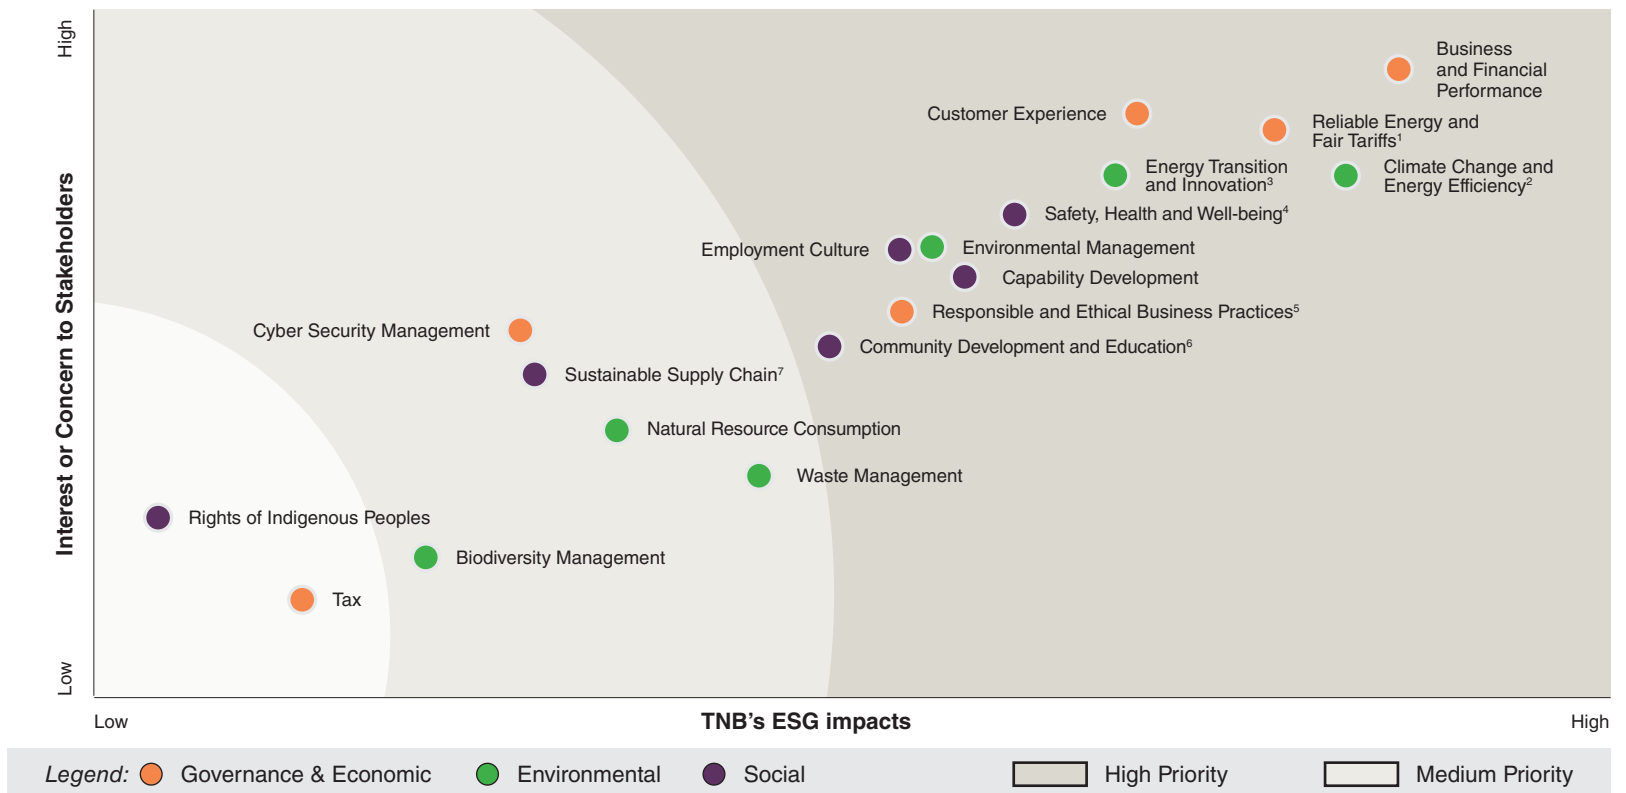 High
Interest or Concern to Stakeholders
Low
Business
and Financial
Performance
Customer Experience
Reliable Energy and
Fair Tariffs¹
Energy Transition
and Innovation³
Climate Change and
Energy Efficiency²
Safety, Health and Well-being⁴
Employment Culture
Environmental Management
Capability Development
Responsible and Ethical Business Practices⁵
Cyber Security Management
Community Development and Education⁶
Sustainable Supply Chain⁷
Natural Resource Consumption
Waste Management
Rights of Indigenous Peoples
Biodiversity Management
Tax
Low
TNB's ESG impacts
High
Legend: Governance & Economic Environmental Social High Priority Medium Priority